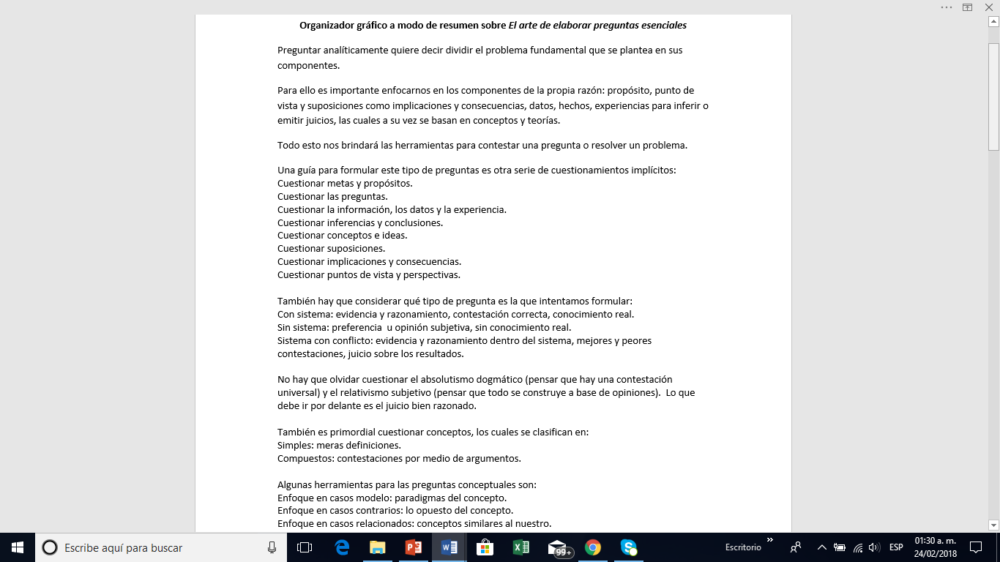 Organizador gráfico a modo de resumen sobre El arte de elaborar preguntas esenciales
Preguntar analíticamente quiere decir dividir el problema fundamental que se plantea en sus
componentes.
Para ello es importante enfocarnos en los componentes de la propia razón: propósito, punto de
vista y suposiciones como implicaciones y consecuencias, datos, hechos, experiencias para inferir o
emitir juicios, las cuales a su vez se basan en conceptos y teorías.
Todo esto nos brindará las herramientas para contestar una pregunta o resolver un problema.
Una guía para formular este tipo de preguntas es otra serie de cuestionamientos implícitos:
Cuestionar metas y propósitos.
Cuestionar las preguntas.
Cuestionar la información, los datos y la experiencia.
Cuestionar inferencias y conclusiones.
Cuestionar conceptos e ideas.
Cuestionar suposiciones.
Cuestionar implicaciones y consecuencias.
Cuestionar puntos de vista y perspectivas.
También hay que considerar qué tipo de pregunta es la que intentamos formular:
Con sistema: evidencia y razonamiento, contestación correcta, conocimiento real.
Sin sistema: preferencia  u opinión subjetiva, sin conocimiento real.
Sistema con conflicto: evidencia y razonamiento dentro del sistema, mejores y peores
contestaciones, juicio sobre los resultados.
No hay que olvidar cuestionar el absolutismo dogmático (pensar que hay una contestación
universal) y el relativismo subjetivo (pensar que todo se construye a base de opiniones).  Lo que
debe ir por delante es el juicio bien razonado.
También es primordial cuestionar conceptos, los cuales se clasifican en:
Simples: meras definiciones.
Compuestos: contestaciones por medio de argumentos.
Algunas herramientas para las preguntas conceptuales son:
Enfoque en casos modelo: paradigmas del concepto.
Enfoque en casos contrarios: lo opuesto del concepto.
Enfoque en casos relacionados: conceptos similares al nuestro.
Escribe aquí para buscar
99+
Escritorio
ESP
01:30 a. m.
24/02/2018